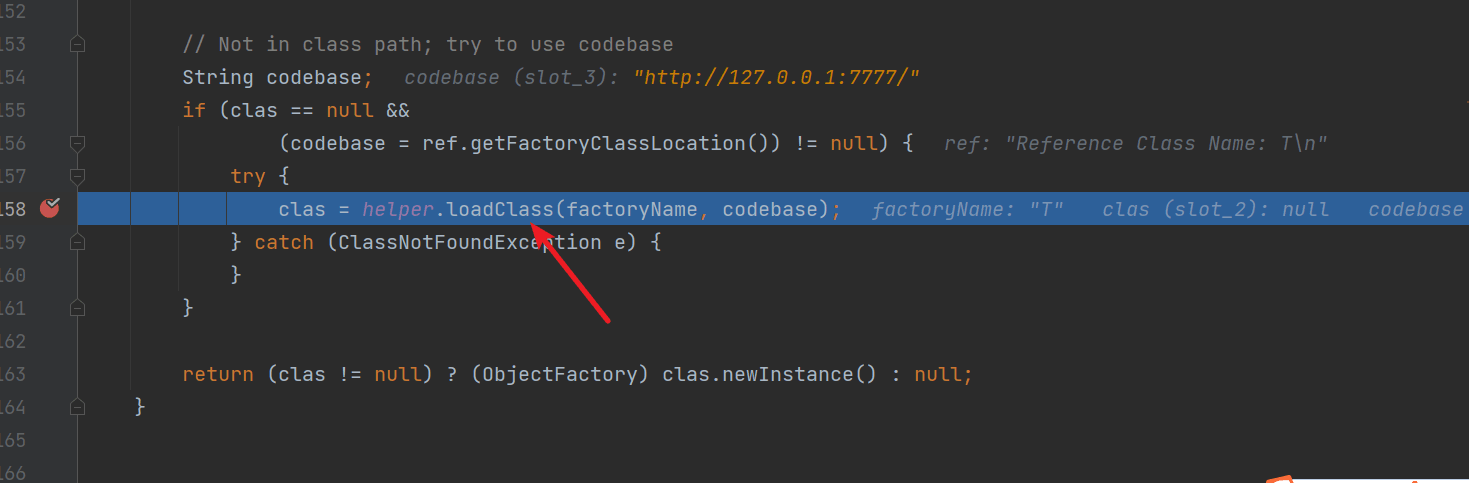 152
153 // Not in class path; try to use codebase
154 String codebase; codebase (slot_3): "http://127.0.0.1:7777/"
155 if (clas == null &&
156 (codebase = ref.getFactoryClassLocation()) != null) { ref: "Reference Class Name: T\n"
157 try {
158 clas = helper.loadClass(factoryName, codebase); factoryName: "T" clas (slot_2): null codebase
159 } catch (ClassNotFoundException e) {
160 }
161 }
162
163 return (clas != null) ? (ObjectFactory) clas.newInstance() : null;
164 }
165
166